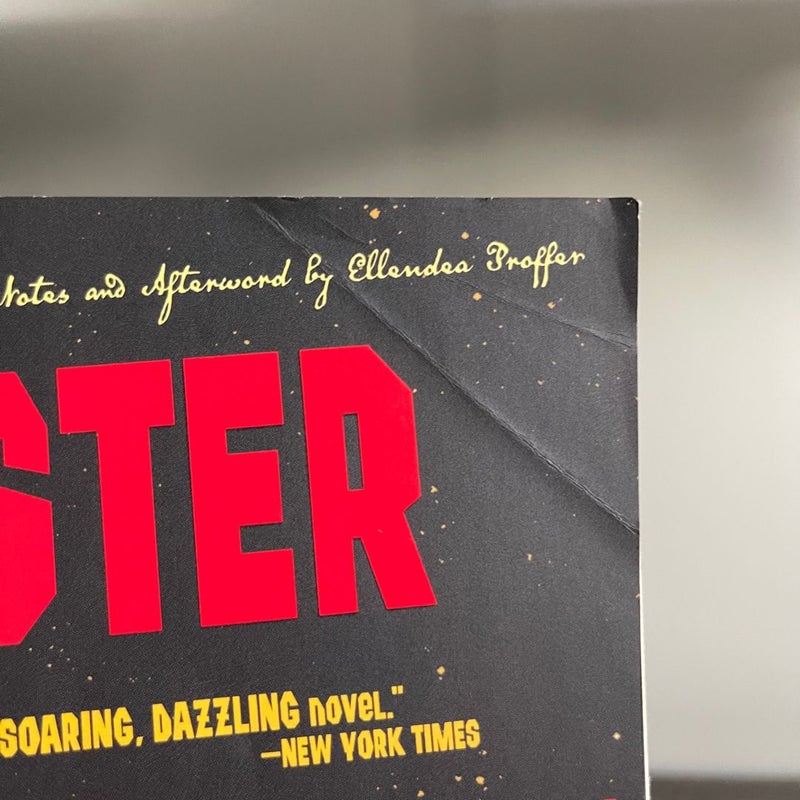 Notes and Afterword by Ellendea Proffer
STER
SOARING, DAZZLING novel."
—NEW YORK TIMES